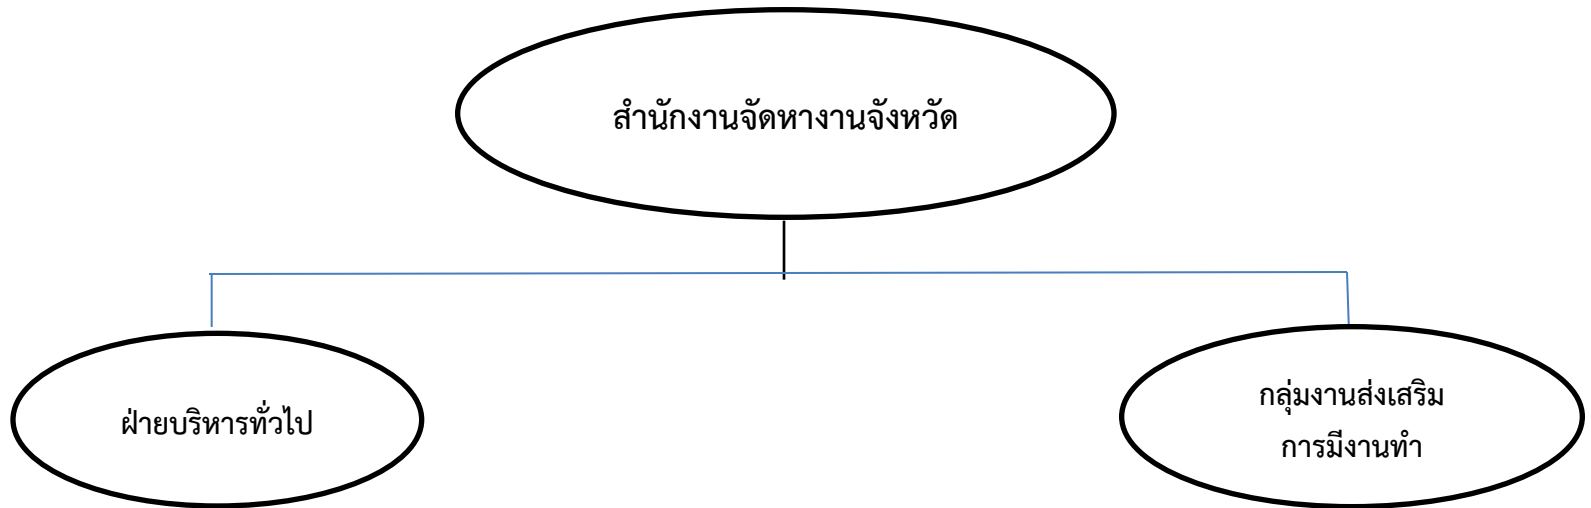 สำนักงานจัดหางานจังหวัด
ฝ่ายบริหารทั่วไป
กลุ่มงานส่งเสริม
การมีงานทำ